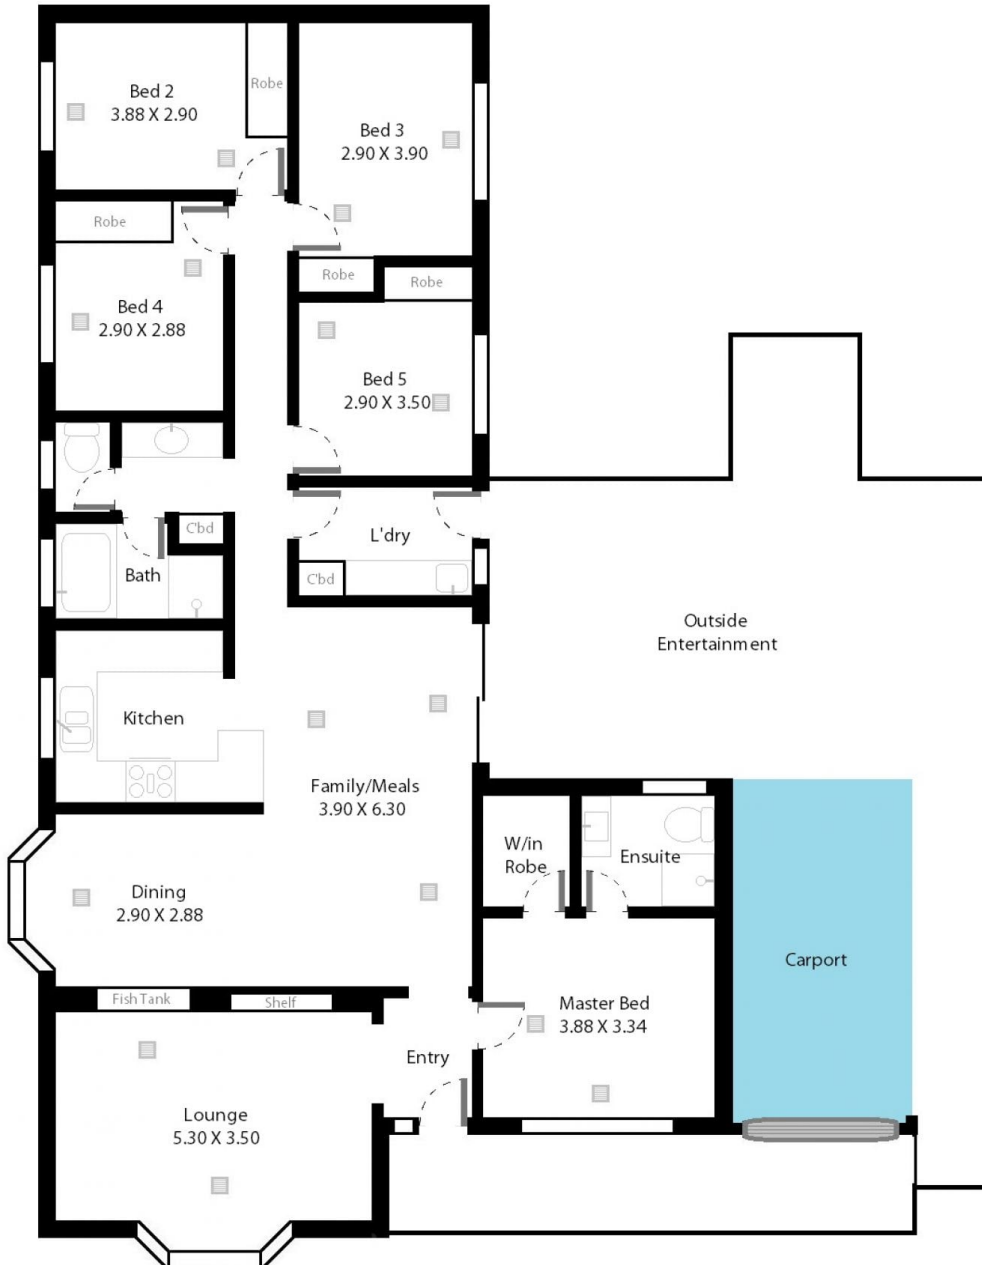 Bed 2
3.88 X 2.90
Robe
Bed 3
2.90 X 3.90
Robe
Bed 4
2.90 X 2.88
Robe
Robe
Bed 5
2.90 X 3.50
C'bd
L'dry
Bath
C'bd
Outside
Entertainment
Kitchen
Family/Meals
3.90 X 6.30
W/in
Robe
Ensuite
Dining
2.90 X 2.88
Carport
Fish Tank
Shelf
Master Bed
3.88 X 3.34
Entry
Lounge
5.30 X 3.50